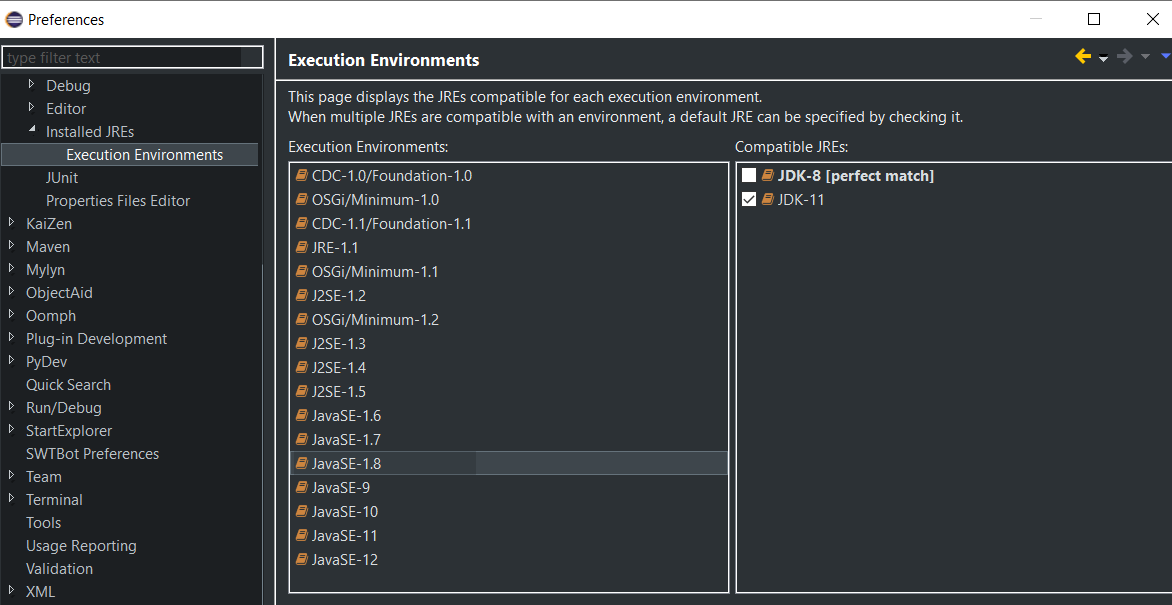 Preferences
type filter text
Debug
Editor
Installed JREs
Execution Environments
JUnit
Properties Files Editor
KaiZen
Maven
Mylyn
ObjectAid
Oomph
Plug-in Development
PyDev
Quick Search
Run/Debug
StartExplorer
SWTBot Preferences
Team
Terminal
Tools
Usage Reporting
Validation
XML
Execution Environments
This page displays the JREs compatible for each execution environment.
When multiple JREs are compatible with an environment, a default JRE can be specified by checking it.
Execution Environments:
CDC-1.0/Foundation-1.0
OSGi/Minimum-1.0
CDC-1.1/Foundation-1.1
JRE-1.1
OSGi/Minimum-1.1
J2SE-1.2
OSGi/Minimum-1.2
J2SE-1.3
J2SE-1.4
J2SE-1.5
JavaSE-1.6
JavaSE-1.7
JavaSE-1.8
JavaSE-9
JavaSE-10
JavaSE-11
JavaSE-12
Compatible JREs:
JDK-8 [perfect match]
JDK-11